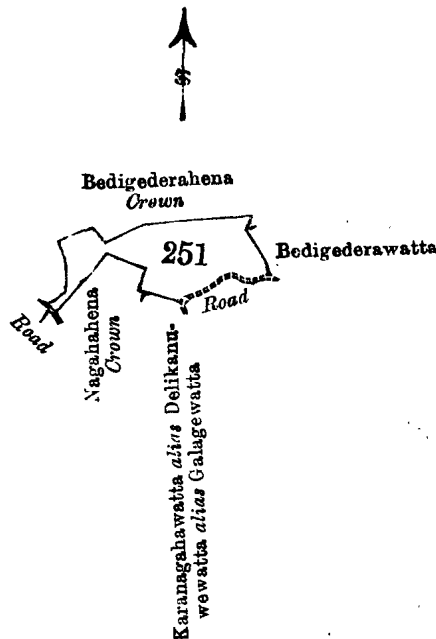 Bedigederahena
Crown
251
Bedigederawatta
Road
Road
Nagahahena
Crown
Karanagahawatta alias Delikanu-
wewatta alias Galagewatta